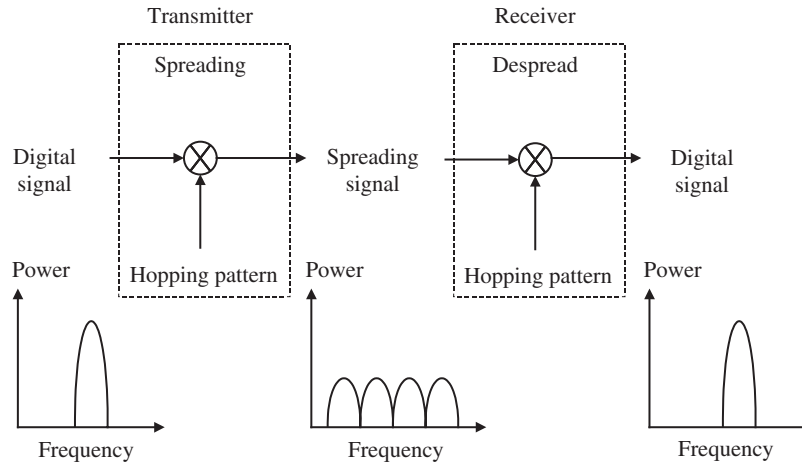 Transmitter
Receiver
Spreading
Despread
Digital
signal
Spreading
signal
Digital
signal
Hopping pattern
Hopping pattern
Power
Power
Power
Frequency
Frequency
Frequency